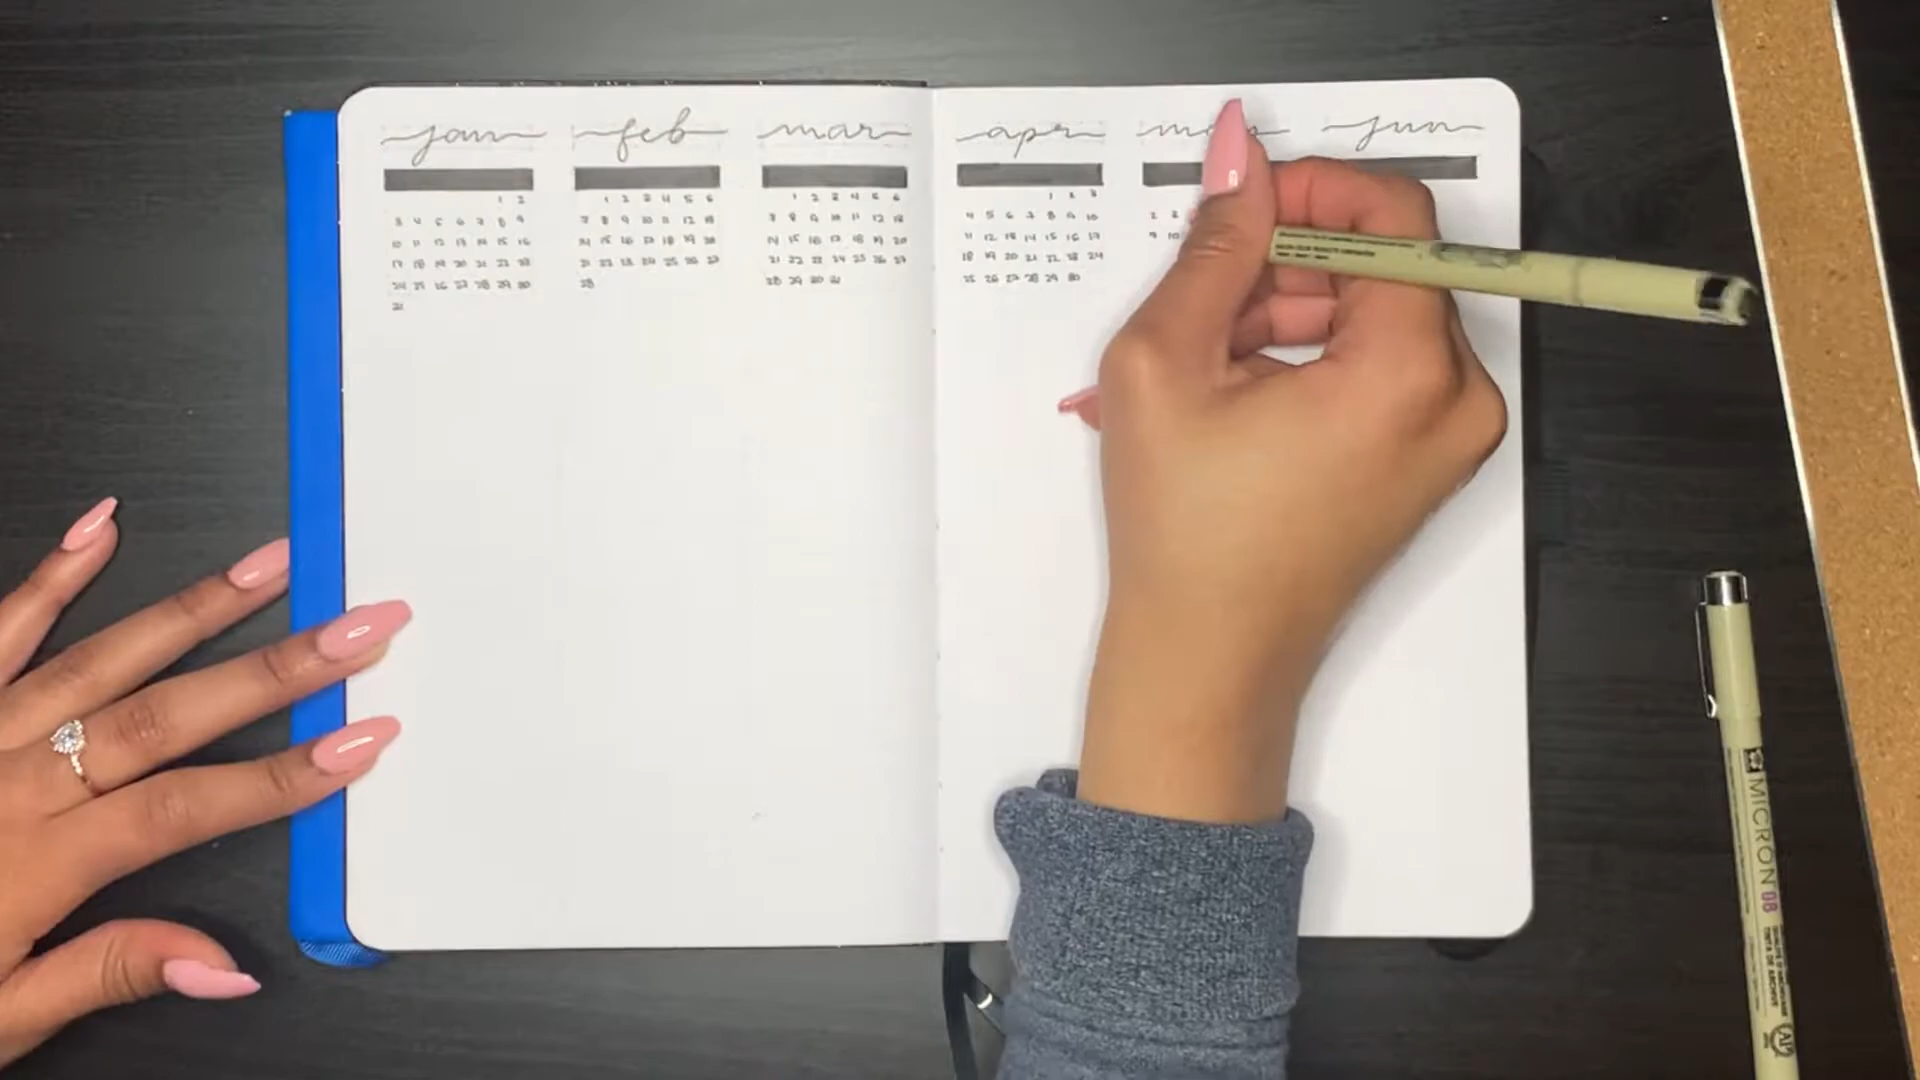 jan
1 2
3 4 5 6 7 8 9
10 11 12 13 14 15 16
17 18 19 20 21 22 23
24 25 26 27 28 29 30
31
feb
1 2 3 4 5 6
7 8 9 10 11 12 13
14 15 16 17 18 19 20
21 22 23 24 25 26 27
28
mar
1 2 3 4 5 6
7 8 9 10 11 12 13
14 15 16 17 18 19 20
21 22 23 24 25 26 27
28 29 30 31
apr
1 2 3
4 5 6 7 8 9 10
11 12 13 14 15 16 17
18 19 20 21 22 23 24
25 26 27 28 29 30
2 3
9 10
jun
MICRON 08